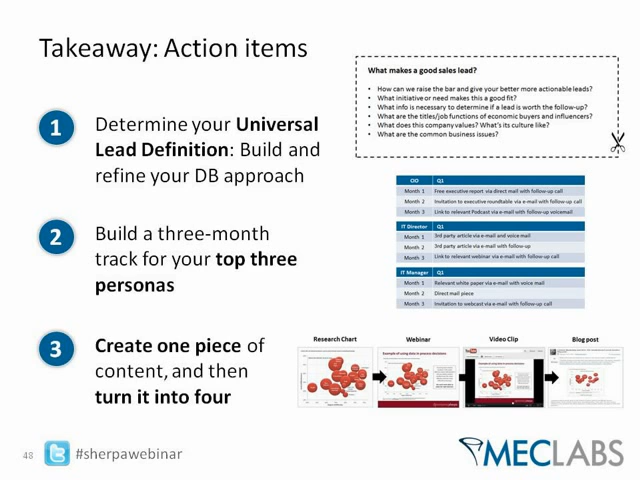 Takeaway: Action items
What makes a good sales lead?
• How can we raise the bar and give your better more actionable leads?
• What initiative or need makes this a good fit?
• What info is necessary to determine if a lead is worth the follow-up?
• What are the titles/job functions of economic buyers and influencers?
• What does this company values? What's its culture like?
• What are the common business issues?
1
Determine your Universal
Lead Definition: Build and
refine your DB approach
Q1
Month 1 Free executive report via direct mail with follow-up call
Month 2 Invitation to executive roundtable via e-mail with follow-up call
Month 3 Link to relevant Podcast via e-mail with follow-up voicemail
IT Director Q1
Month 1 3rd party article via e-mail and voice mail
Month 2 3rd party article via e-mail with follow-up
Month 3 Link to relevant webinar via e-mail with follow-up call
IT Manager Q1
Month 1 Relevant white paper via e-mail with voice mail
Month 2 Direct mail piece
Month 3 Invitation to webcast via e-mail with follow-up call
2
Build a three-month
track for your top three
personas
3
Create one piece of
content, and then
turn it into four
Research Chart Webinar Video Clip Blog post
48 #sherpawebinar
MECLABS